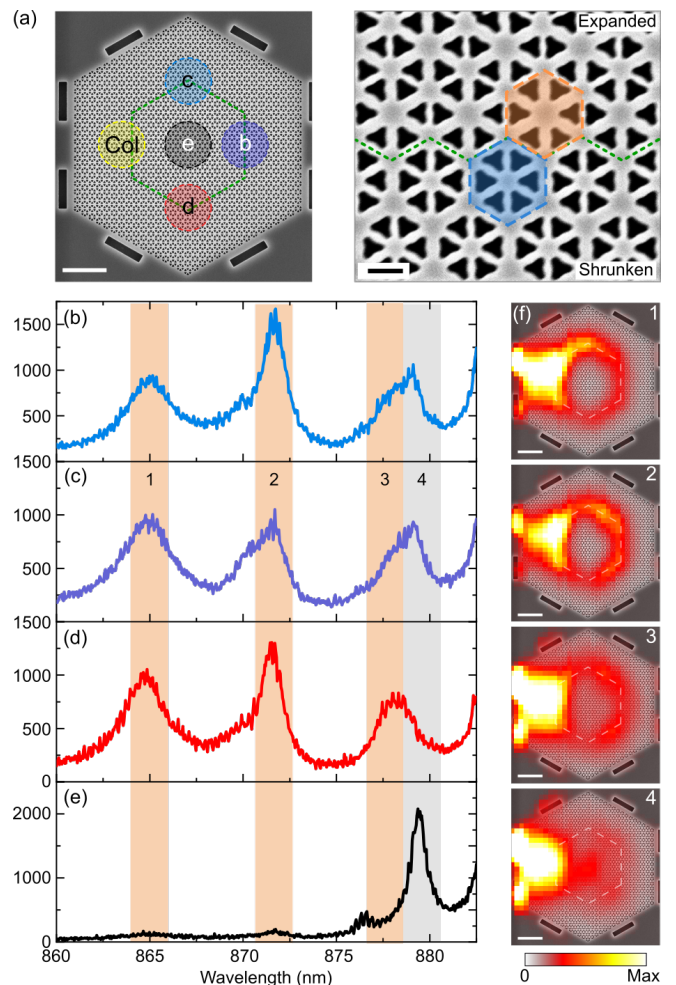 (a)
c
Col
e
b
d
Expanded
Shrunken
(b)
1500
1000
500
1500
(c)
1
2
3
4
1000
500
1500
(d)
1000
500
0
(e)
2000
1000
0
860
865
870
875
880
Wavelength (nm)
(f)
1
2
3
4
0
Max